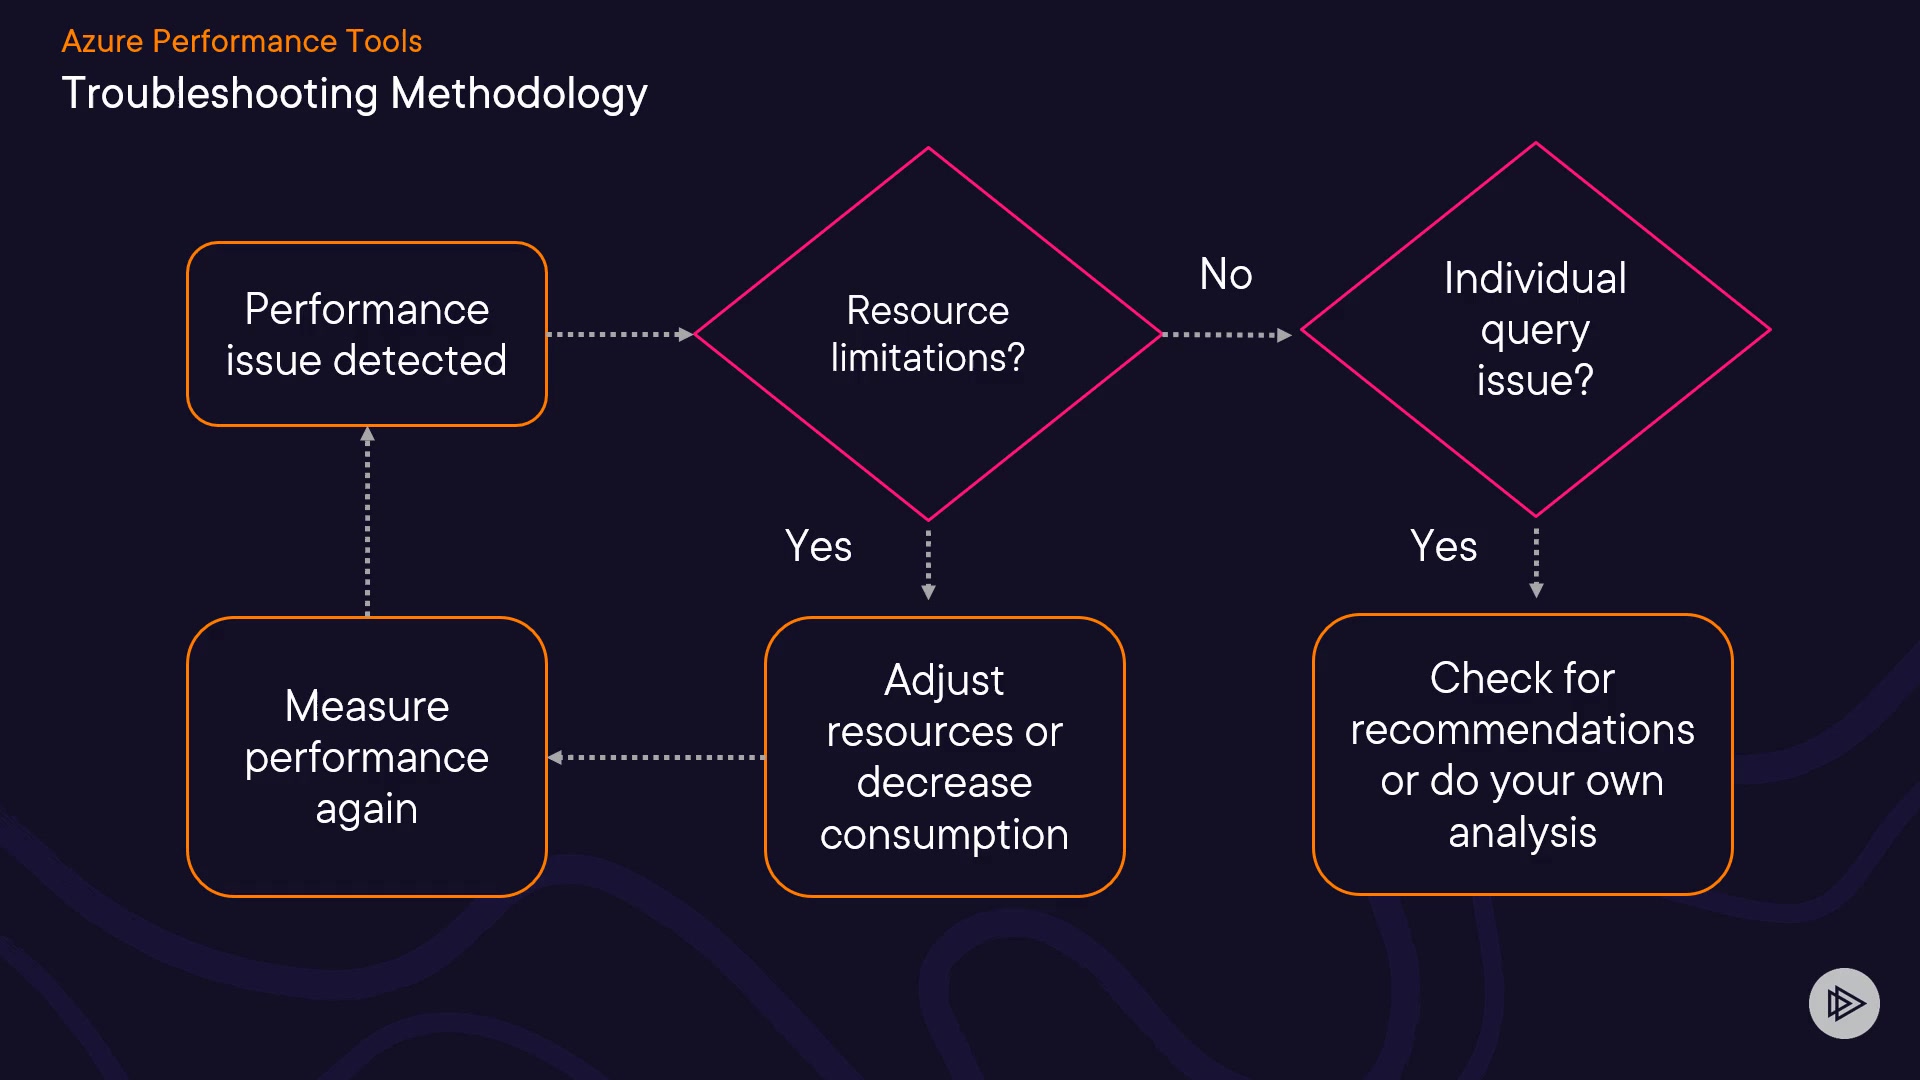 Azure Performance Tools
Troubleshooting Methodology
Performance
issue detected
Resource
limitations?
No
Individual
query
issue?
Yes
Yes
Measure
performance
again
Adjust
resources or
decrease
consumption
Check for
recommendations
or do your own
analysis